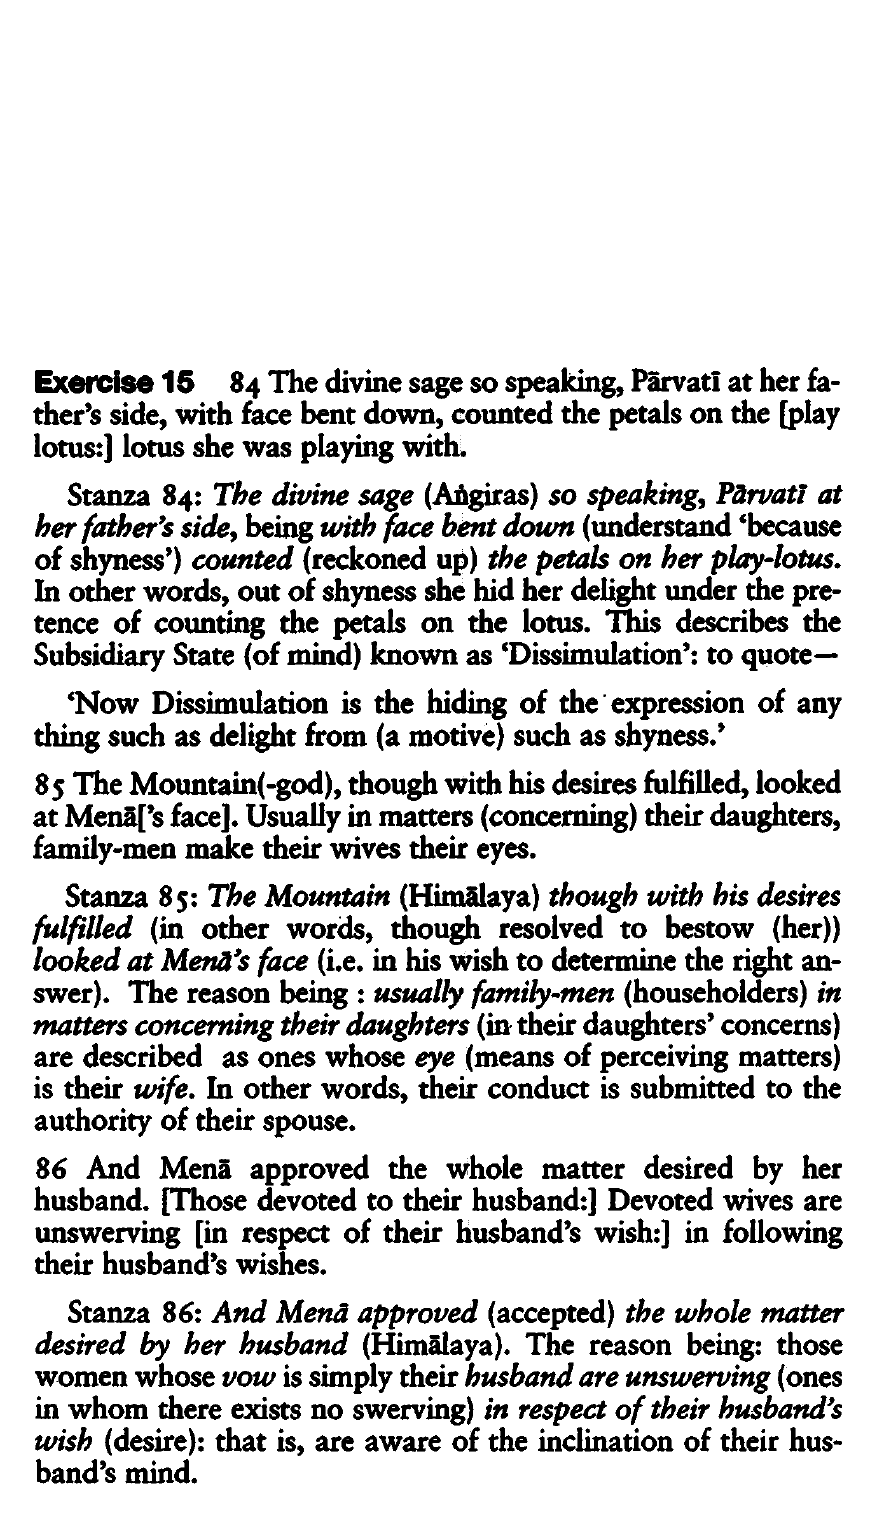 Exercise 15 84 The divine sage so speaking, Pārvatī at her fa-
ther's side, with face bent down, counted the petals on the [play
lotus:] lotus she was playing with.
Stanza 84: The divine sage (Aṅgiras) so speaking, Pārvatī at
her father's side, being with face bent down (understand ‘because
of shyness’) counted (reckoned up) the petals on her play-lotus.
In other words, out of shyness she hid her delight under the pre-
tence of counting the petals on the lotus. This describes the
Subsidiary State (of mind) known as ‘Dissimulation’: to quote—
‘Now Dissimulation is the hiding of the expression of any
thing such as delight from (a motive) such as shyness.’
85 The Mountain(-god), though with his desires fulfilled, looked
at Menā['s face]. Usually in matters (concerning) their daughters,
family-men make their wives their eyes.
Stanza 85: The Mountain (Himālaya) though with his desires
fulfilled (in other words, though resolved to bestow (her))
looked at Menā's face (i.e. in his wish to determine the right an-
swer). The reason being : usually family-men (householders) in
matters concerning their daughters (in their daughters’ concerns)
are described as ones whose eye (means of perceiving matters)
is their wife. In other words, their conduct is submitted to the
authority of their spouse.
86 And Menā approved the whole matter desired by her
husband. [Those devoted to their husband:] Devoted wives are
unswerving [in respect of their husband's wish:] in following
their husband's wishes.
Stanza 86: And Menā approved (accepted) the whole matter
desired by her husband (Himālaya). The reason being: those
women whose vow is simply their husband are unswerving (ones
in whom there exists no swerving) in respect of their husband's
wish (desire): that is, are aware of the inclination of their hus-
band's mind.